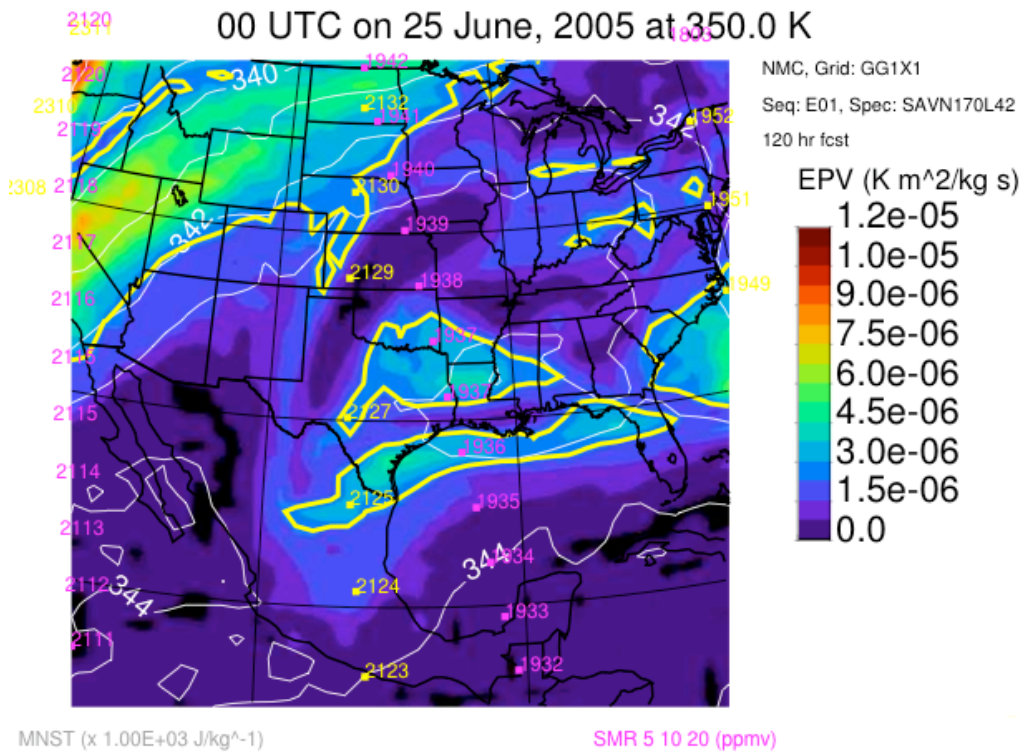 2120
2311
00 UTC on 25 June, 2005 at 350.0 K
1803
NMC, Grid: GG1X1
Seq: E01, Spec: SAVN170L42
120 hr fcst
EPV (K m^2/kg s)
1.2e-05
1.0e-05
9.0e-06
7.5e-06
6.0e-06
4.5e-06
3.0e-06
1.5e-06
0.0
1942
2120
340
2310
2132
1941
1952
342
2119
1940
2308
2118
2130
1951
1939
342
2117
2129
1938
1949
2116
1937
2115
1937
2115
2127
1936
2114
2125
1935
2113
344
1934
2112
344
2124
1933
2111
2123
1932
MNST (x 1.00E+03 J/kg^-1)
SMR 5 10 20 (ppmv)